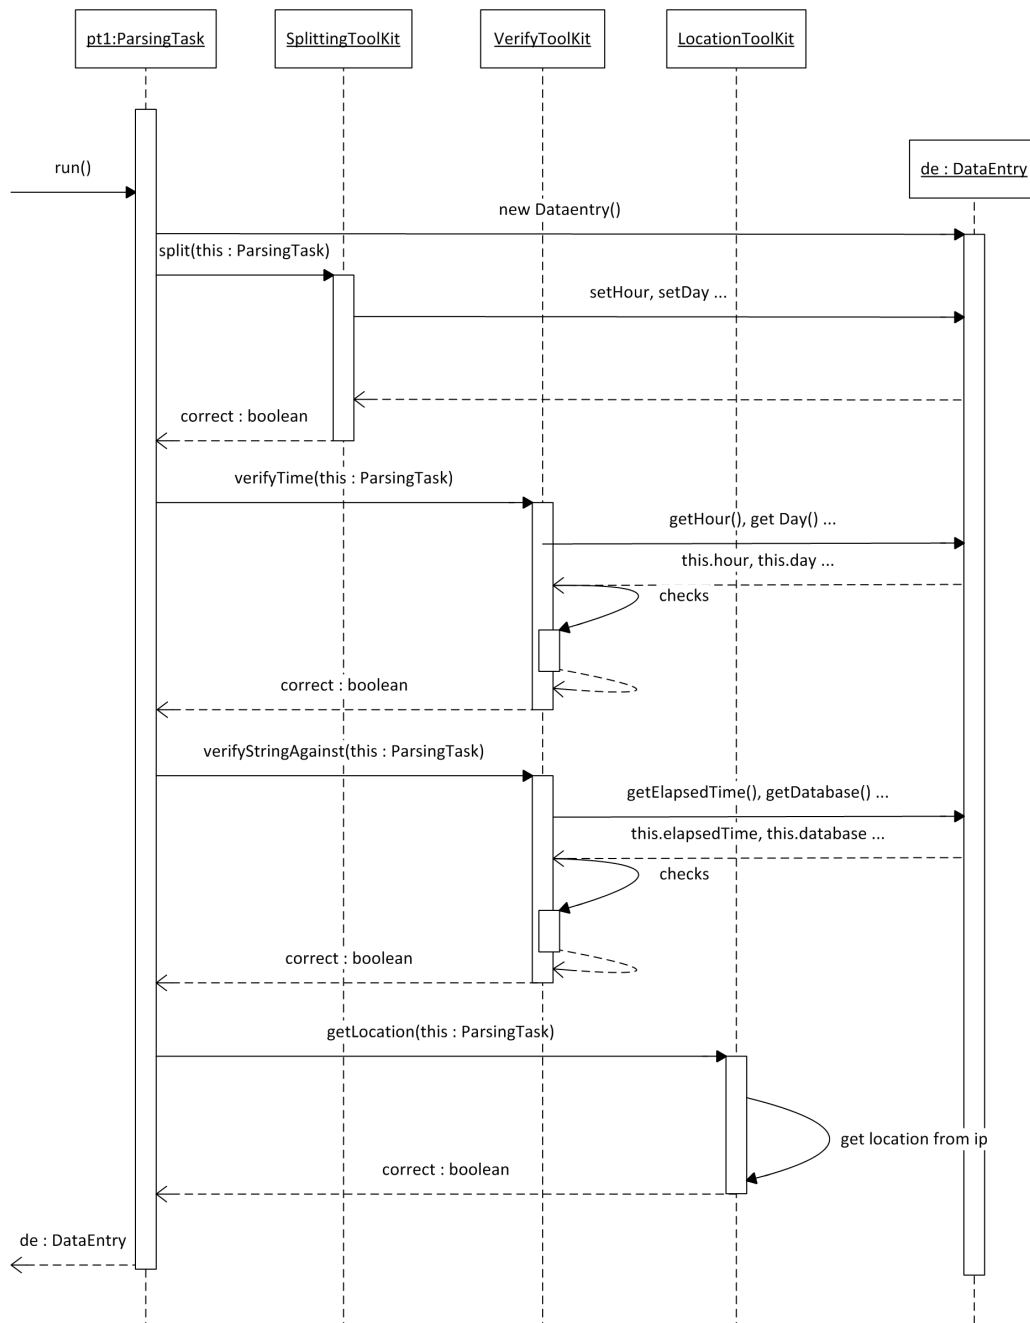 pt1:ParsingTask
SplittingToolKit
VerifyToolKit
LocationToolKit
de : DataEntry
run()
new Dataentry()
split(this : ParsingTask)
setHour, setDay ...
correct : boolean
verifyTime(this : ParsingTask)
getHour(), get Day() ...
this.hour, this.day ...
checks
correct : boolean
verifyStringAgainst(this : ParsingTask)
getElapsedTime(), getDatabase() ...
this.elapsedTime, this.database ...
checks
correct : boolean
getLocation(this : ParsingTask)
get location from ip
correct : boolean
de : DataEntry